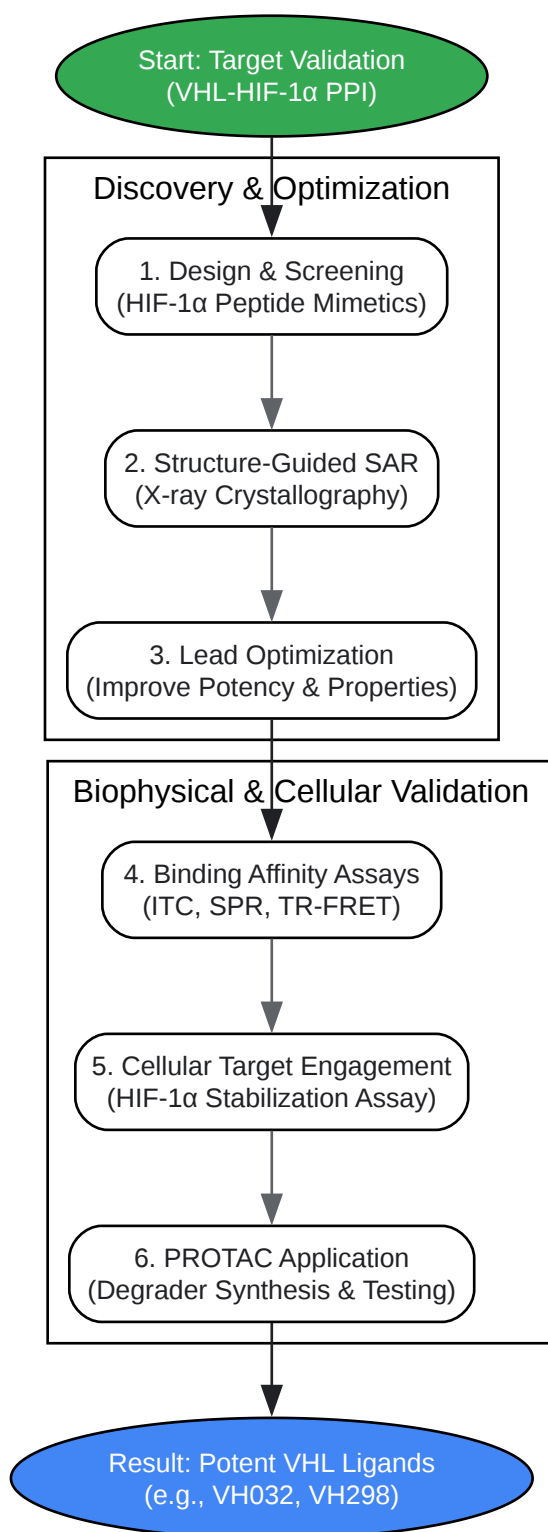 Start: Target Validation
(VHL-HIF-1α PPI)
Discovery & Optimization
1. Design & Screening
(HIF-1α Peptide Mimetics)
2. Structure-Guided SAR
(X-ray Crystallography)
3. Lead Optimization
(Improve Potency & Properties)
Biophysical & Cellular Validation
4. Binding Affinity Assays
(ITC, SPR, TR-FRET)
5. Cellular Target Engagement
(HIF-1α Stabilization Assay)
6. PROTAC Application
(Degrader Synthesis & Testing)
Result: Potent VHL Ligands
(e.g., VH032, VH298)